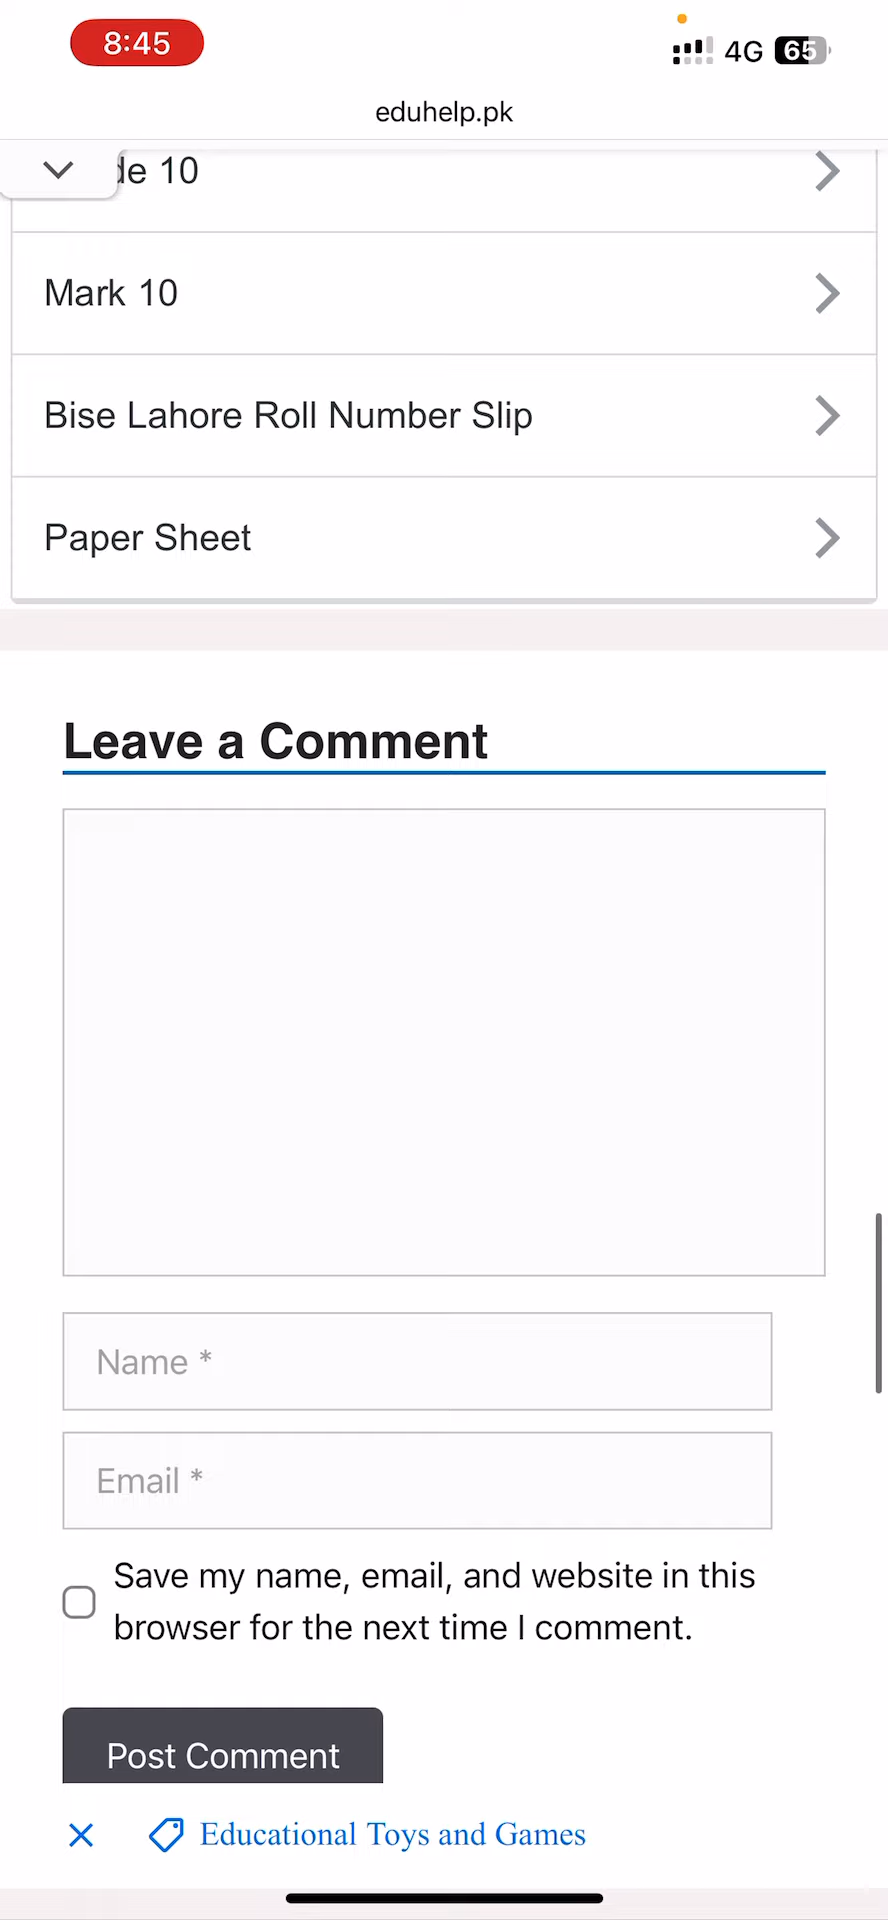 8:45
4G 65
eduhelp.pk
de 10
Mark 10
Bise Lahore Roll Number Slip
Paper Sheet
Leave a Comment
Name *
Email *
Save my name, email, and website in this
browser for the next time I comment.
Post Comment
Educational Toys and Games